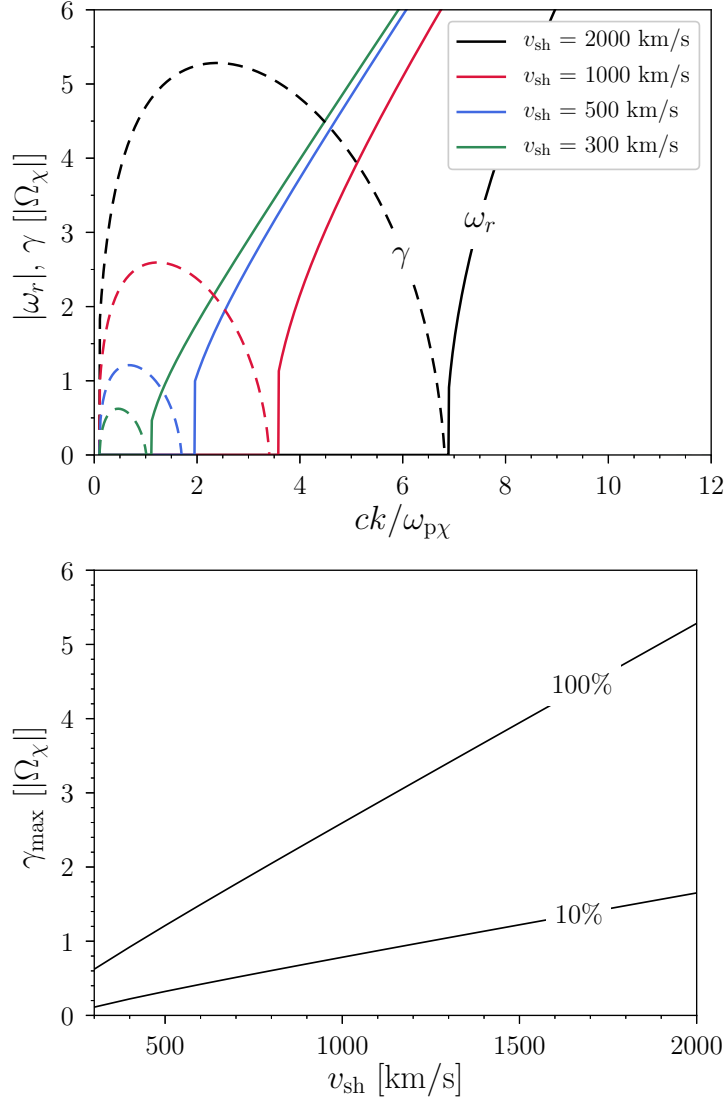 6
5
4
3
2
1
0
|ω_r|, γ [|Ω_χ|]
v_sh = 2000 km/s
v_sh = 1000 km/s
v_sh = 500 km/s
v_sh = 300 km/s
γ
ω_r
0 2 4 6 8 10 12
ck/ω_pχ
6
5
4
3
2
1
0
γ_max [|Ω_χ|]
100%
10%
500 1000 1500 2000
v_sh [km/s]